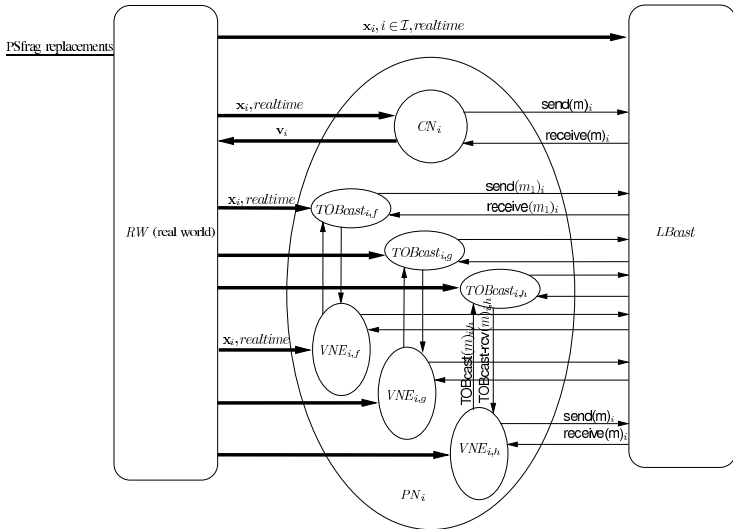 x_i, i ∈ I, realtime
PSfrag replacements
x_i, realtime
send(m)_i
CN_i
v_i
receive(m)_i
send(m_1)_i
x_i, realtime
TOBcast_{i,f}
receive(m_1)_i
RW (real world)
LBcast
TOBcast_{i,g}
TOBcast_{i,h}
TOBcast(m)_{i,h}
TOBcast-rcv(m)_{i,h}
x_i, realtime
VNE_{i,f}
VNE_{i,g}
send(m)_i
receive(m)_i
VNE_{i,h}
PN_i